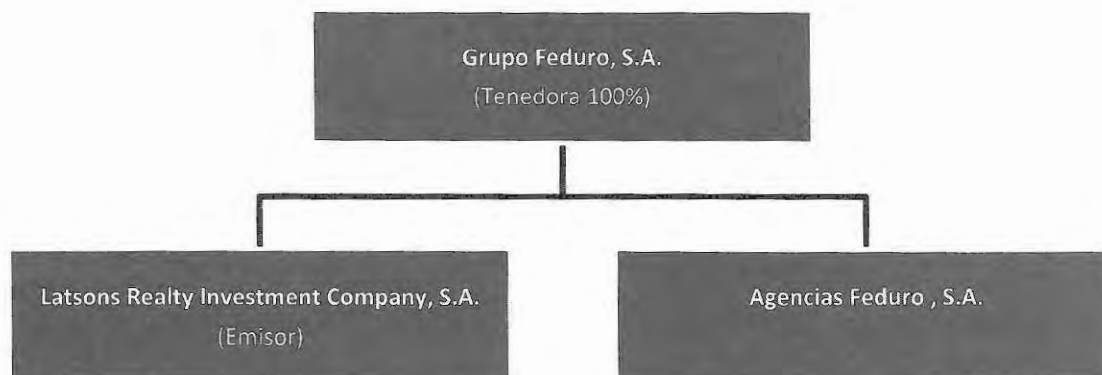 Grupo Feduro, S.A.
(Tenedora 100%)
Latsons Realty Investment Company, S.A.
(Emisor)
Agencias Feduro , S.A.